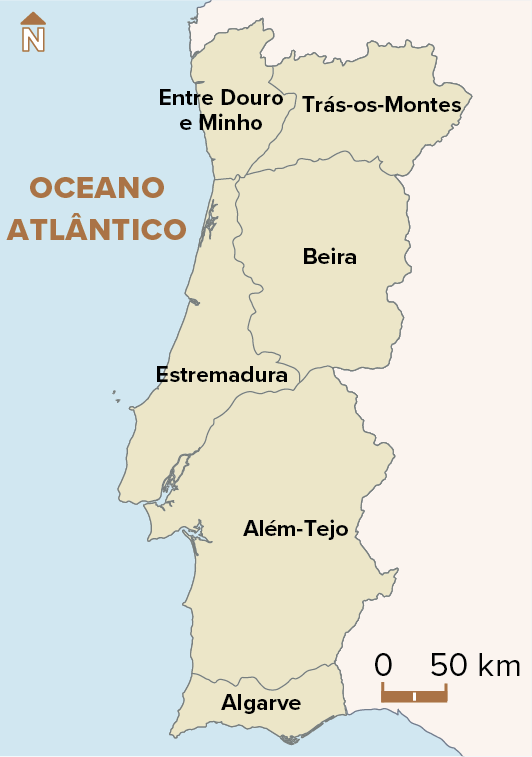 N
Entre Douro
e Minho
Trás-os-Montes
OCEANO
ATLÂNTICO
Beira
Estremadura
Além-Tejo
0 50 km
Algarve